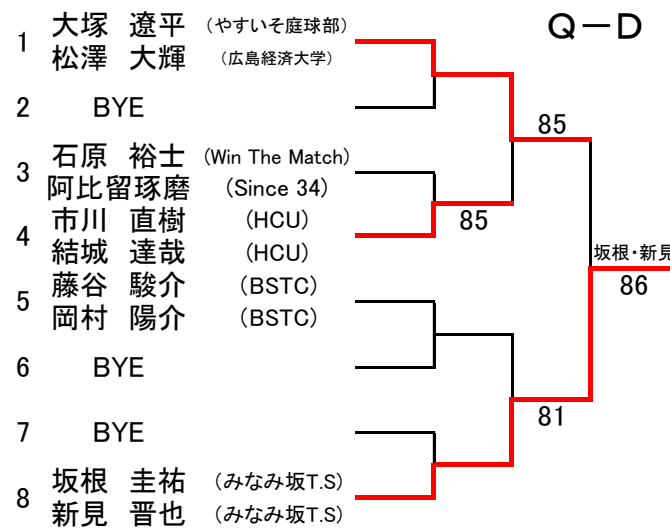 Q－D
1 大塚 遼平 (やすいそ庭球部)
松澤 大輝 (広島経済大学)
2 BYE
85
3 石原 裕士 (Win The Match)
阿比留琢磨 (Since 34)
4 市川 直樹 (HCU)
85
結城 達哉 (HCU)
坂根・新見
5 藤谷 駿介 (BSTC)
86
岡村 陽介 (BSTC)
6 BYE
81
7 BYE
8 坂根 圭祐 (みなみ坂T.S)
新見 晋也 (みなみ坂T.S)